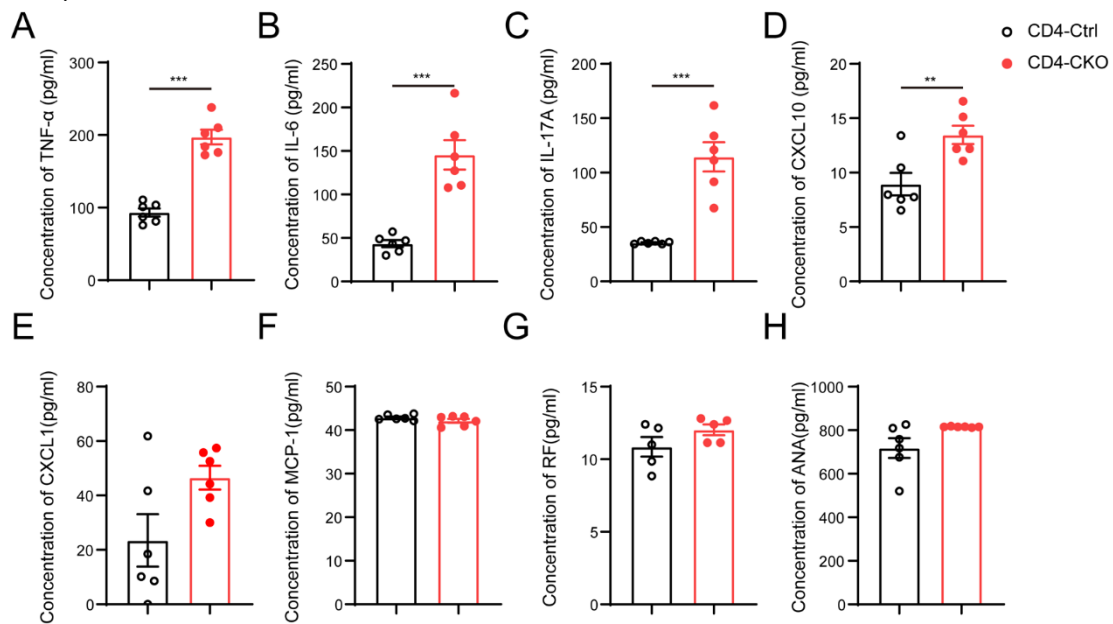 A
B
C
D
CD4-Ctrl
CD4-CKO
Concentration of TNF-α (pg/ml)
300
200
100
0
***
Concentration of IL-6 (pg/ml)
250
200
150
100
50
0
***
Concentration of IL-17A (pg/ml)
200
150
100
50
0
***
Concentration of CXCL10 (pg/ml)
20
15
10
5
0
**
E
F
G
H
Concentration of CXCL1(pg/ml)
80
60
40
20
0
Concentration of MCP-1(pg/ml)
50
40
30
20
10
0
Concentration of RF(pg/ml)
15
10
5
0
Concentration of ANA(pg/ml)
1000
800
600
400
200
0